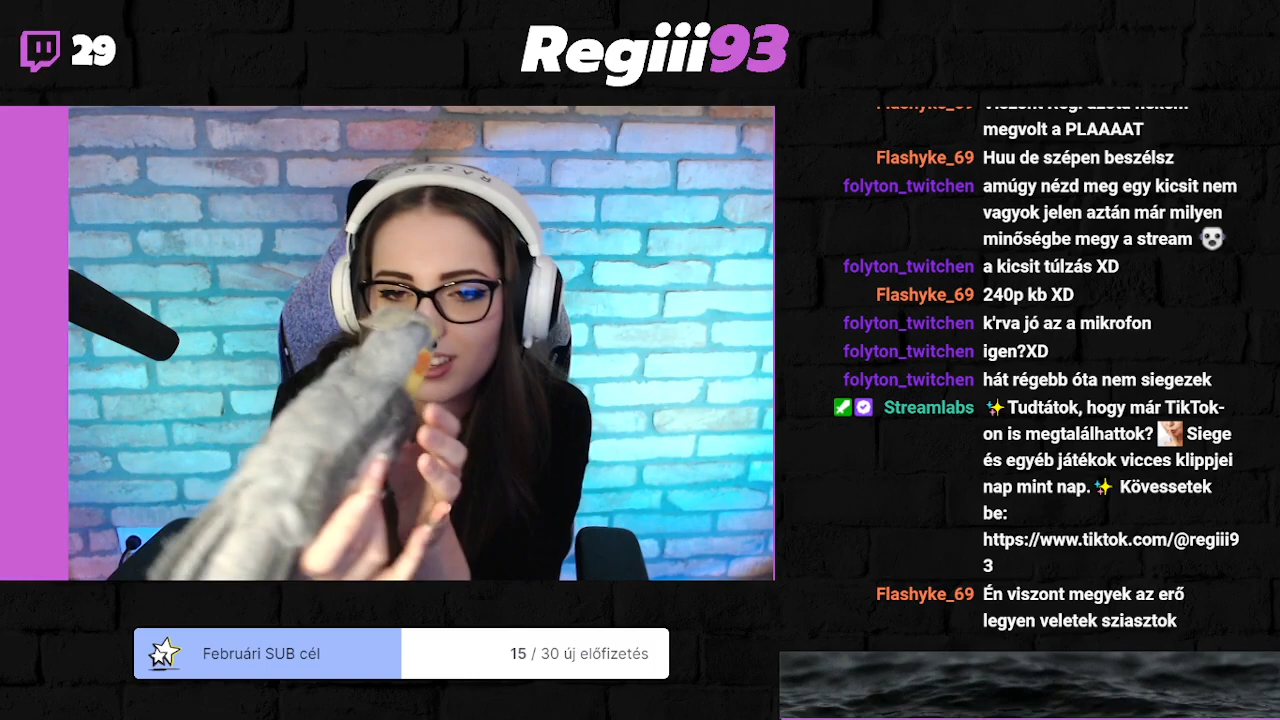 29
Regiii93
RAZER
megvolt a PLAAAAT
Flashyke_69 Huu de szépen beszélsz
folyton_twitchen amúgy nézd meg egy kicsit nem
vagyok jelen aztán már milyen
minőségbe megy a stream
folyton_twitchen a kicsit túlzás XD
Flashyke_69 240p kb XD
folyton_twitchen k'rva jó az a mikrofon
folyton_twitchen igen?XD
folyton_twitchen hát régebb óta nem siegezek
Streamlabs ✨Tudtátok, hogy már TikTok-
on is megtalálhattok? Siege
és egyéb játékok vicces klippjei
nap mint nap.✨ Kövessetek
be:
https://www.tiktok.com/@regiii9
3
Flashyke_69 Én viszont megyek az erő
legyen veletek sziasztok
Februári SUB cél
15 / 30 új előfizetés